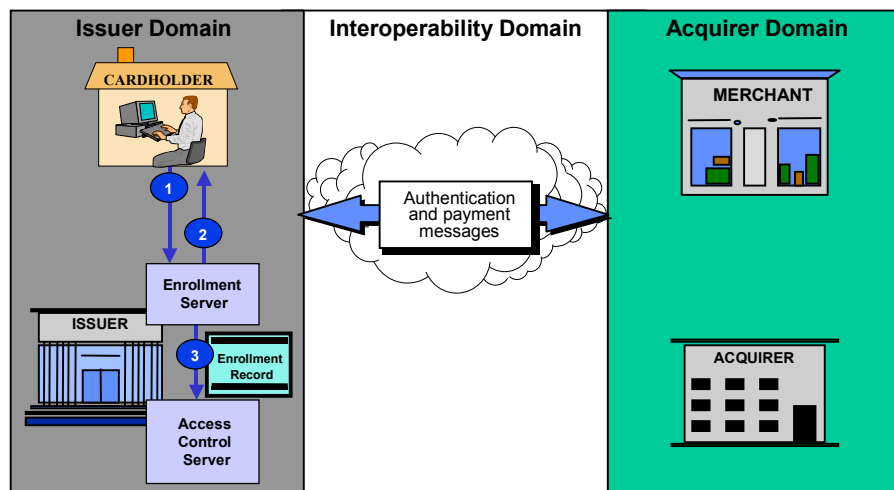 Issuer Domain
Interoperability Domain
Acquirer Domain
CARDHOLDER
MERCHANT
1
Authentication
and payment
messages
2
Enrollment
Server
ISSUER
3
Enrollment
Record
ACQUIRER
Access
Control
Server